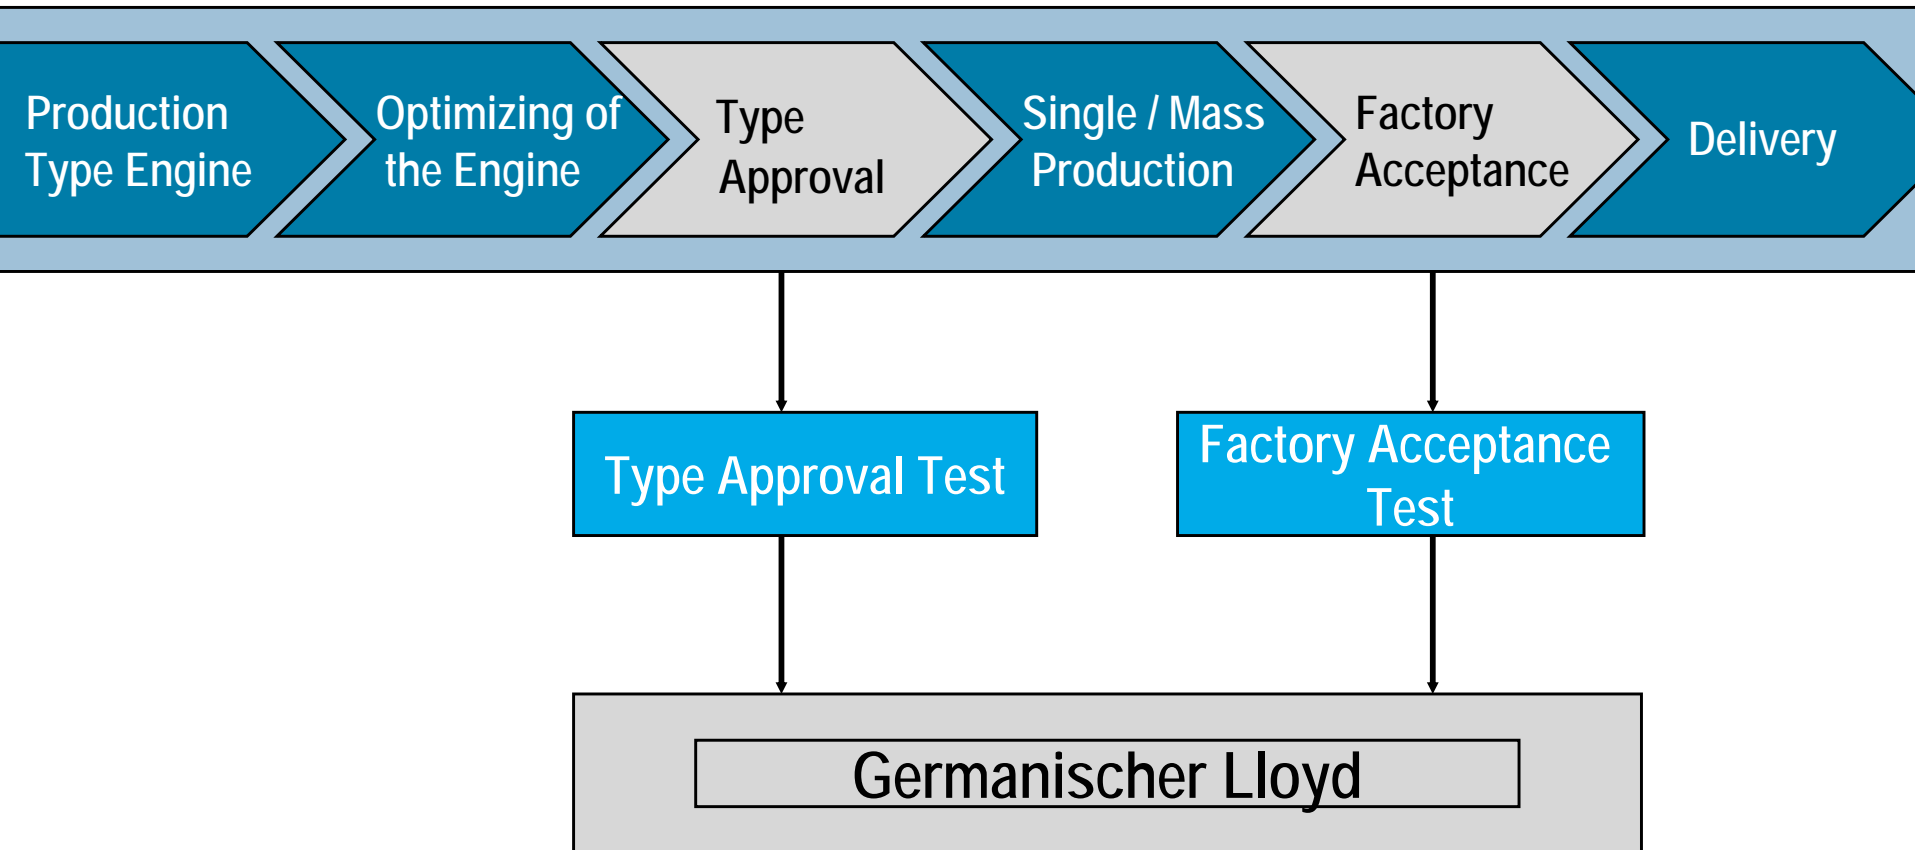 Production
Type Engine
Optimizing of
the Engine
Type
Approval
Single / Mass
Production
Factory
Acceptance
Delivery
Type Approval Test
Factory Acceptance
Test
Germanischer Lloyd